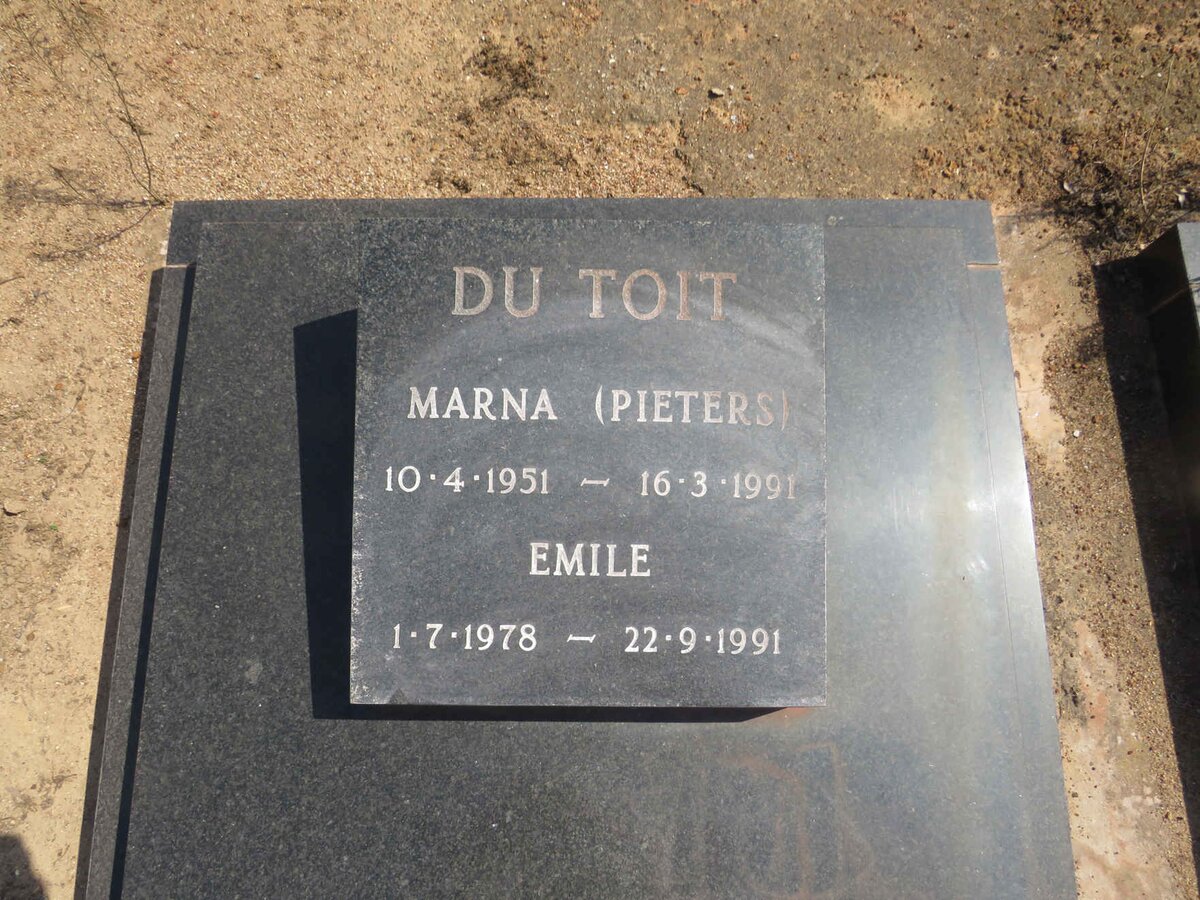 DU TOIT
MARNA (PIETERS)
10·4·1951 – 16·3·1991
EMILE
1·7·1978 – 22·9·1991